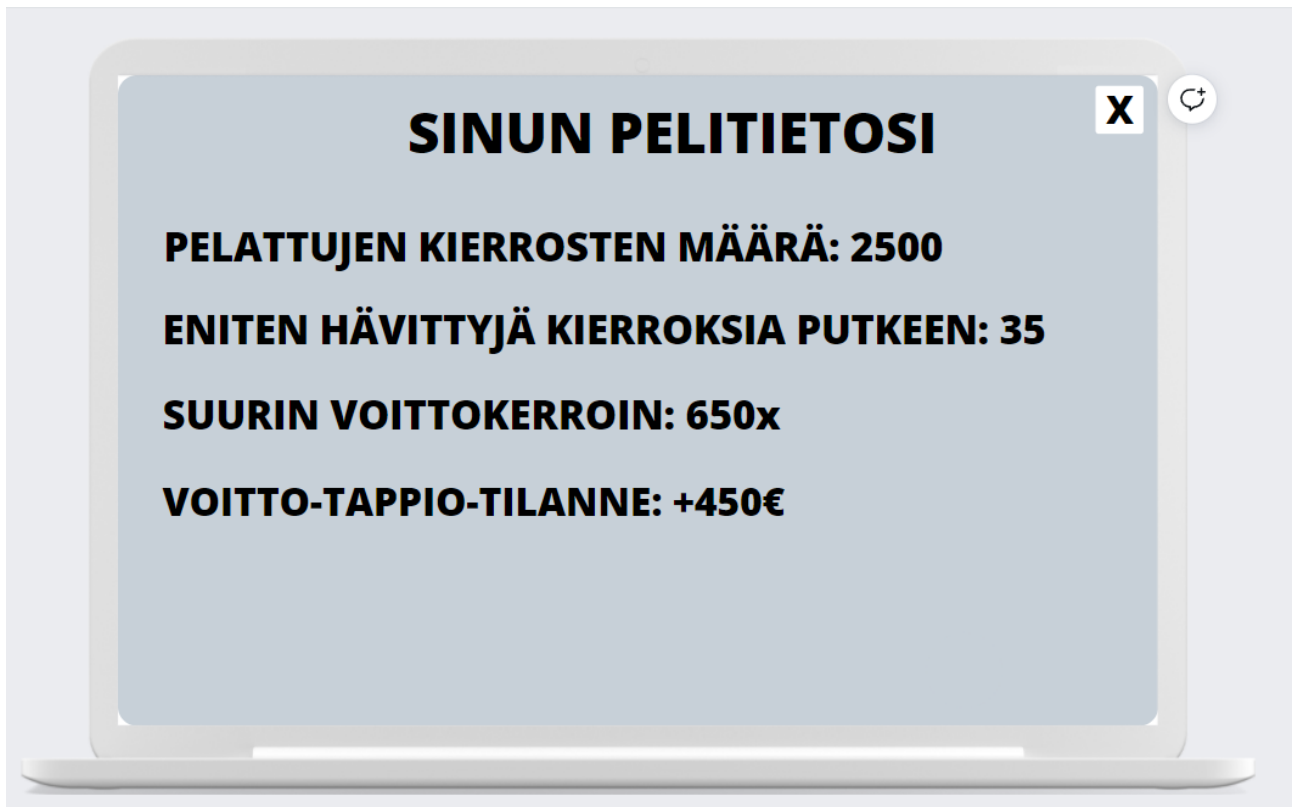 SINUN PELITIETOSI
X
PELATTUJEN KIERROSTEN MÄÄRÄ: 2500
ENITEN HÄVITTYJÄ KIERROKSIA PUTKEEN: 35
SUURIN VOITTOKERROIN: 650x
VOITTO-TAPPIO-TILANNE: +450€